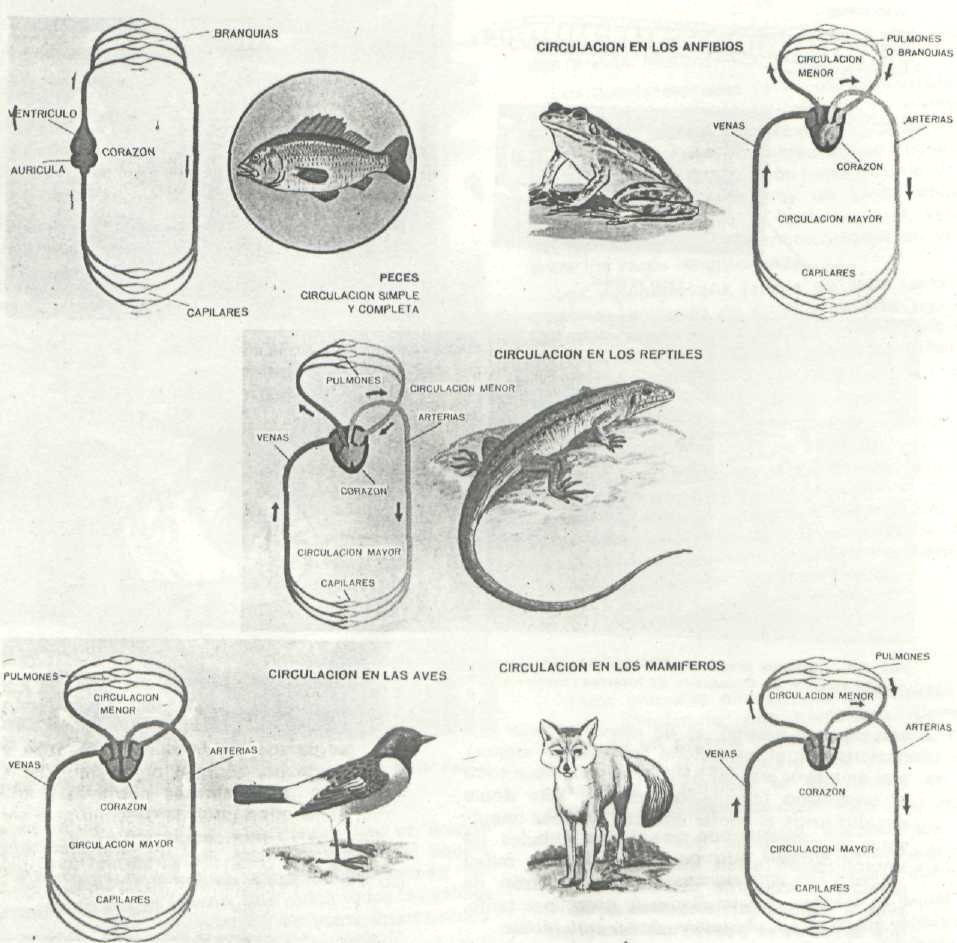 BRANQUIAS
VENTRICULO
CORAZON
AURICULA
CAPILARES
PECES
CIRCULACION SIMPLE
Y COMPLETA
CIRCULACION EN LOS ANFIBIOS
PULMONES
O BRANQUIAS
CIRCULACION
MENOR
VENAS
ARTERIAS
CORAZON
CIRCULACION MAYOR
CAPILARES
CIRCULACION EN LOS REPTILES
PULMONES
CIRCULACION MENOR
ARTERIAS
VENAS
CORAZON
CIRCULACION MAYOR
CAPILARES
CIRCULACION EN LAS AVES
PULMONES
CIRCULACION
MENOR
ARTERIAS
VENAS
CORAZON
CIRCULACION MAYOR
CAPILARES
CIRCULACION EN LOS MAMIFEROS
PULMONES
CIRCULACION MENOR
ARTERIAS
VENAS
CORAZON
CIRCULACION MAYOR
CAPILARES